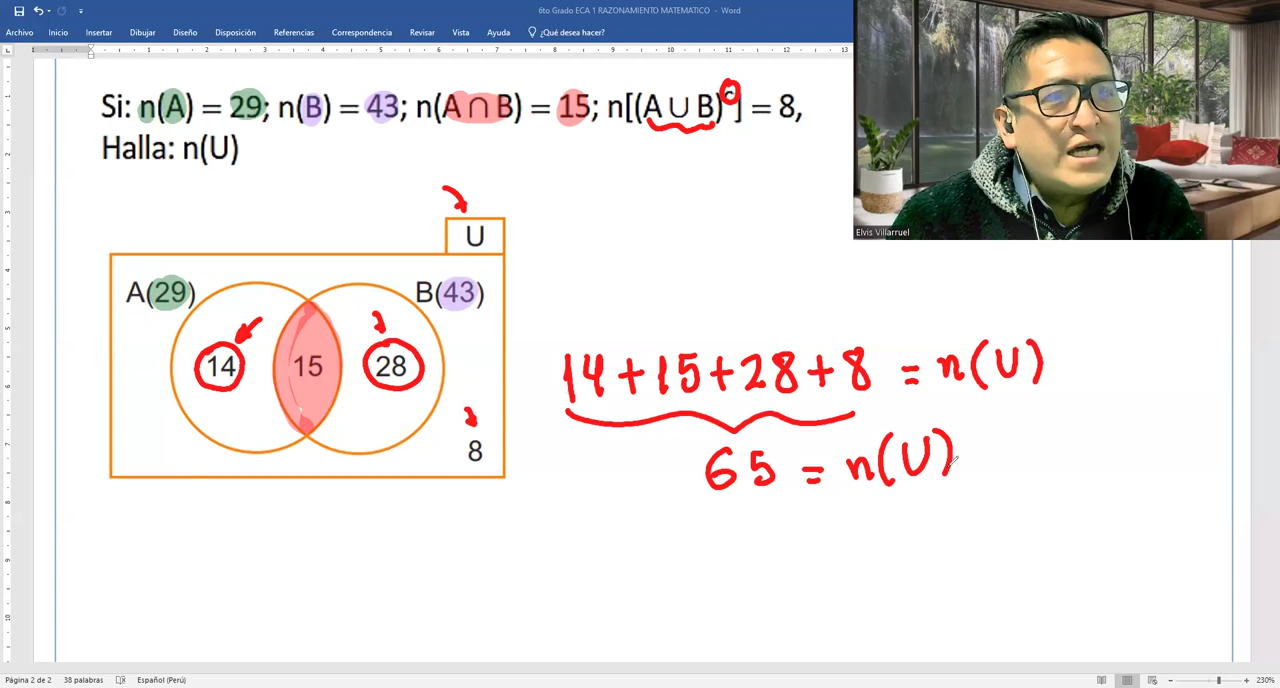 6to Grado ECA 1 RAZONAMIENTO MATEMATICO - Word
Archivo Inicio Insertar Dibujar Diseño Disposición Referencias Correspondencia Revisar Vista Ayuda ¿Qué desea hacer?
Si: n(A) = 29; n(B) = 43; n(A ∩ B) = 15; n[(A ∪ B)ᶜ] = 8,
Halla: n(U)
Elvis Villarruel
U
A(29) B(43)
14 15 28
8
14+15+28+8 = n(U)
65 = n(U)
Página 2 de 2 38 palabras Español (Perú) 230%